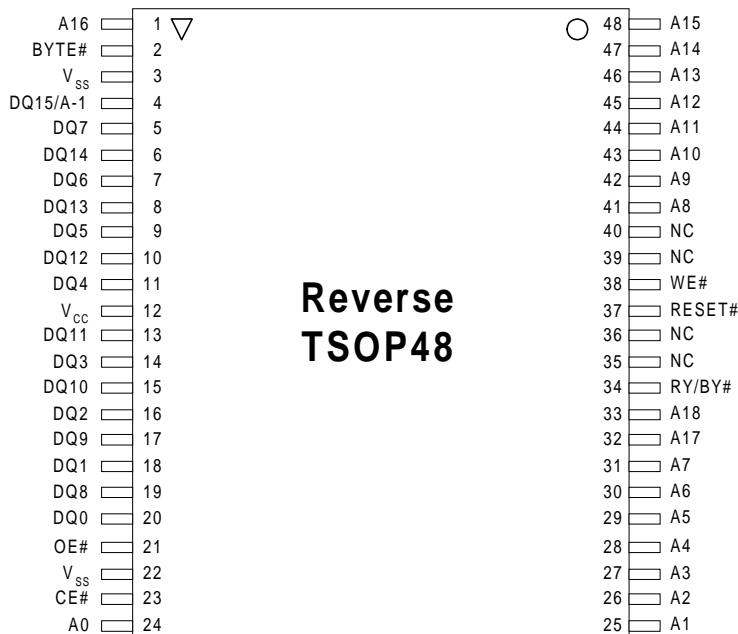 A16 1 48 A15
BYTE# 2 47 A14
VSS 3 46 A13
DQ15/A-1 4 45 A12
DQ7 5 44 A11
DQ14 6 43 A10
DQ6 7 42 A9
DQ13 8 41 A8
DQ5 9 40 NC
DQ12 10 39 NC
DQ4 11 38 WE#
VCC 12 37 RESET#
DQ11 13 36 NC
DQ3 14 35 NC
DQ10 15 34 RY/BY#
DQ2 16 33 A18
DQ9 17 32 A17
DQ1 18 31 A7
DQ8 19 30 A6
DQ0 20 29 A5
OE# 21 28 A4
VSS 22 27 A3
CE# 23 26 A2
A0 24 25 A1
Reverse
TSOP48